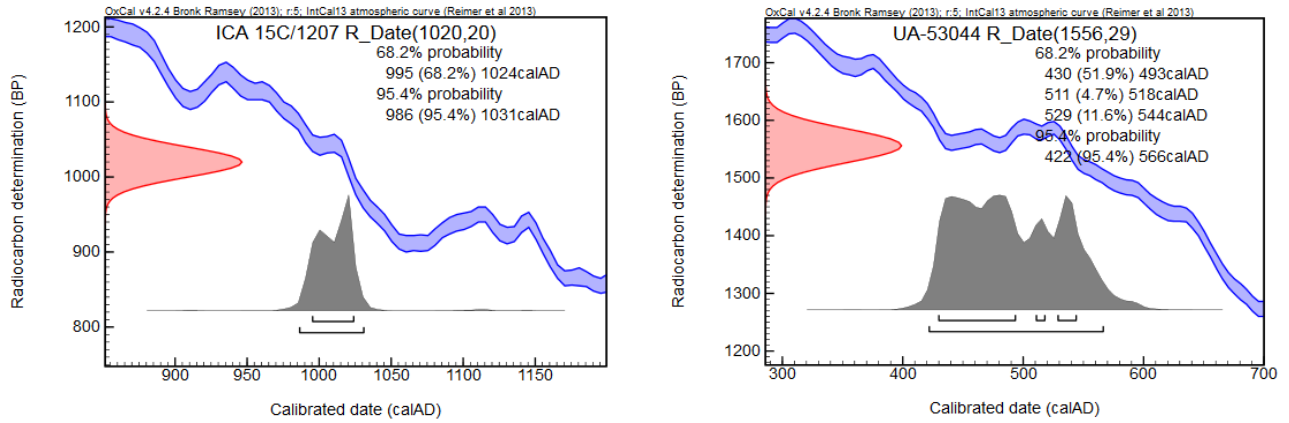 OxCal v4.2.4 Bronk Ramsey (2013); r:5; IntCal13 atmospheric curve (Reimer et al 2013)
ICA 15C/1207 R_Date(1020,20)
68.2% probability
995 (68.2%) 1024calAD
95.4% probability
986 (95.4%) 1031calAD
Radiocarbon determination (BP)
1200
1100
1000
900
800
900 950 1000 1050 1100 1150
Calibrated date (calAD)
OxCal v4.2.4 Bronk Ramsey (2013); r:5; IntCal13 atmospheric curve (Reimer et al 2013)
UA-53044 R_Date(1556,29)
68.2% probability
430 (51.9%) 493calAD
511 (4.7%) 518calAD
529 (11.6%) 544calAD
95.4% probability
422 (95.4%) 566calAD
Radiocarbon determination (BP)
1700
1600
1500
1400
1300
1200
300 400 500 600 700
Calibrated date (calAD)